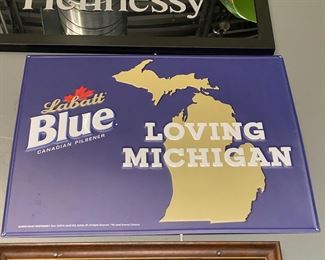 Hennessy
Labatt
Blue
CANADIAN PILSENER
LOVING
MICHIGAN